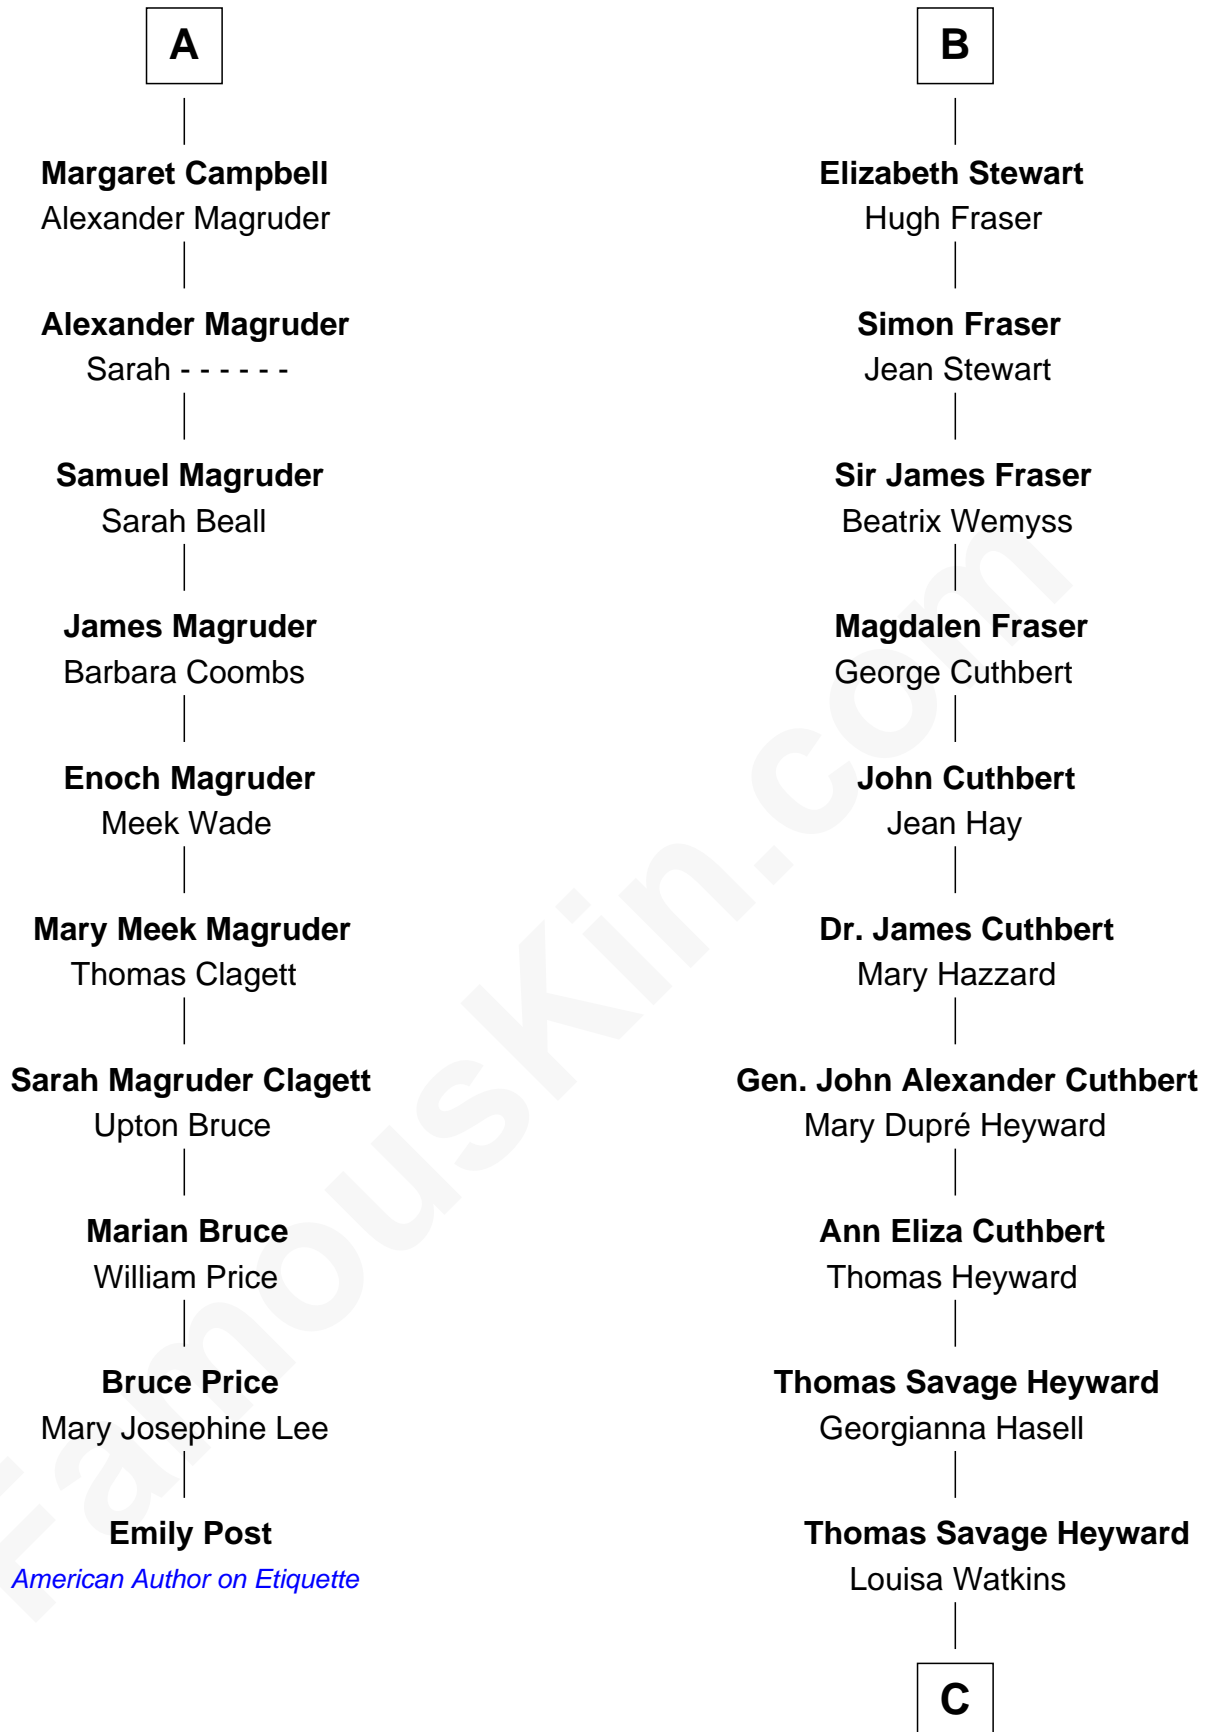 A
Margaret Campbell
Alexander Magruder
Alexander Magruder
Sarah - - - - - -
Samuel Magruder
Sarah Beall
James Magruder
Barbara Coombs
Enoch Magruder
Meek Wade
Mary Meek Magruder
Thomas Clagett
Sarah Magruder Clagett
Upton Bruce
Marian Bruce
William Price
Bruce Price
Mary Josephine Lee
Emily Post
American Author on Etiquette
B
Elizabeth Stewart
Hugh Fraser
Simon Fraser
Jean Stewart
Sir James Fraser
Beatrix Wemyss
Magdalen Fraser
George Cuthbert
John Cuthbert
Jean Hay
Dr. James Cuthbert
Mary Hazzard
Gen. John Alexander Cuthbert
Mary Dupré Heyward
Ann Eliza Cuthbert
Thomas Heyward
Thomas Savage Heyward
Georgianna Hasell
Thomas Savage Heyward
Louisa Watkins
C
FamousKin.com